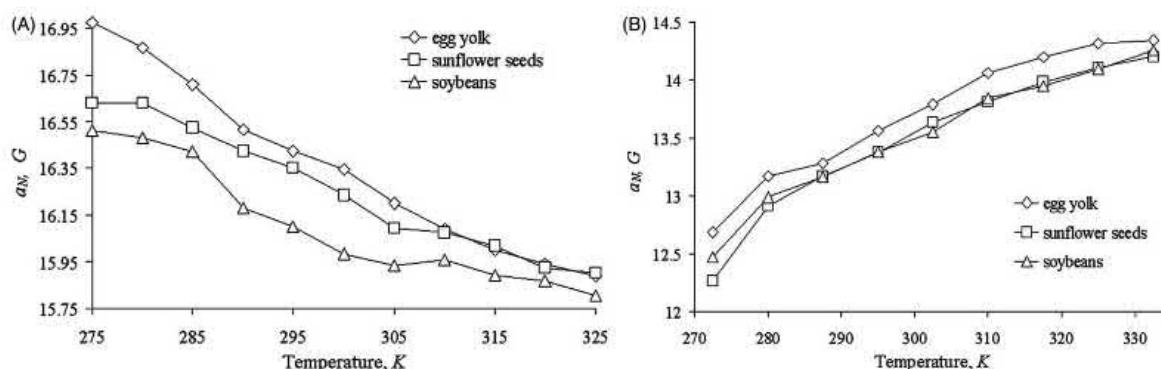 (A)
16.95
16.75
16.55
16.35
16.15
15.95
15.75
a_N, G
egg yolk
sunflower seeds
soybeans
275 285 295 305 315 325
Temperature, K
(B)
14.5
14
13.5
13
12.5
12
a_N, G
egg yolk
sunflower seeds
soybeans
270 280 290 300 310 320 330
Temperature, K